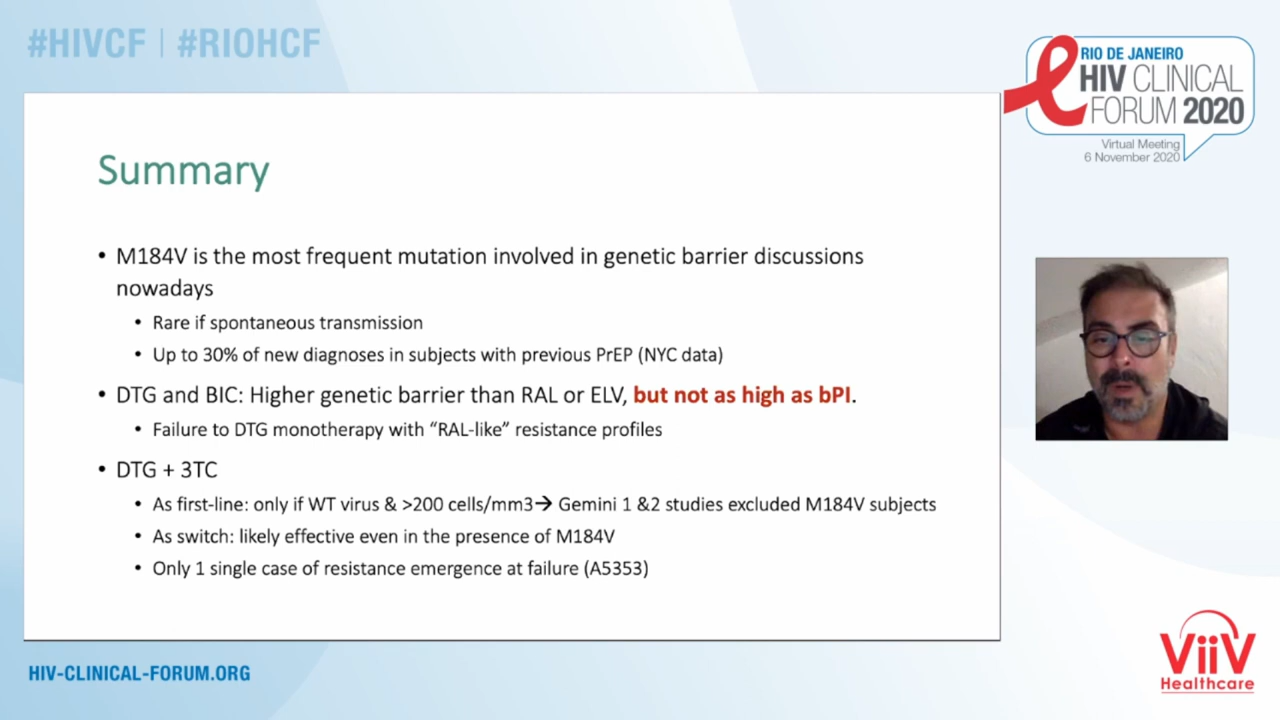 #HIVCF | #RIOHCF
RIO DE JANEIRO
HIV CLINICAL
FORUM 2020
Virtual Meeting
6 November 2020
Summary
• M184V is the most frequent mutation involved in genetic barrier discussions
nowadays
• Rare if spontaneous transmission
• Up to 30% of new diagnoses in subjects with previous PrEP (NYC data)
• DTG and BIC: Higher genetic barrier than RAL or ELV, but not as high as bPI.
• Failure to DTG monotherapy with “RAL-like” resistance profiles
• DTG + 3TC
• As first-line: only if WT virus & >200 cells/mm3→ Gemini 1 &2 studies excluded M184V subjects
• As switch: likely effective even in the presence of M184V
• Only 1 single case of resistance emergence at failure (A5353)
HIV-CLINICAL-FORUM.ORG
ViiV
Healthcare